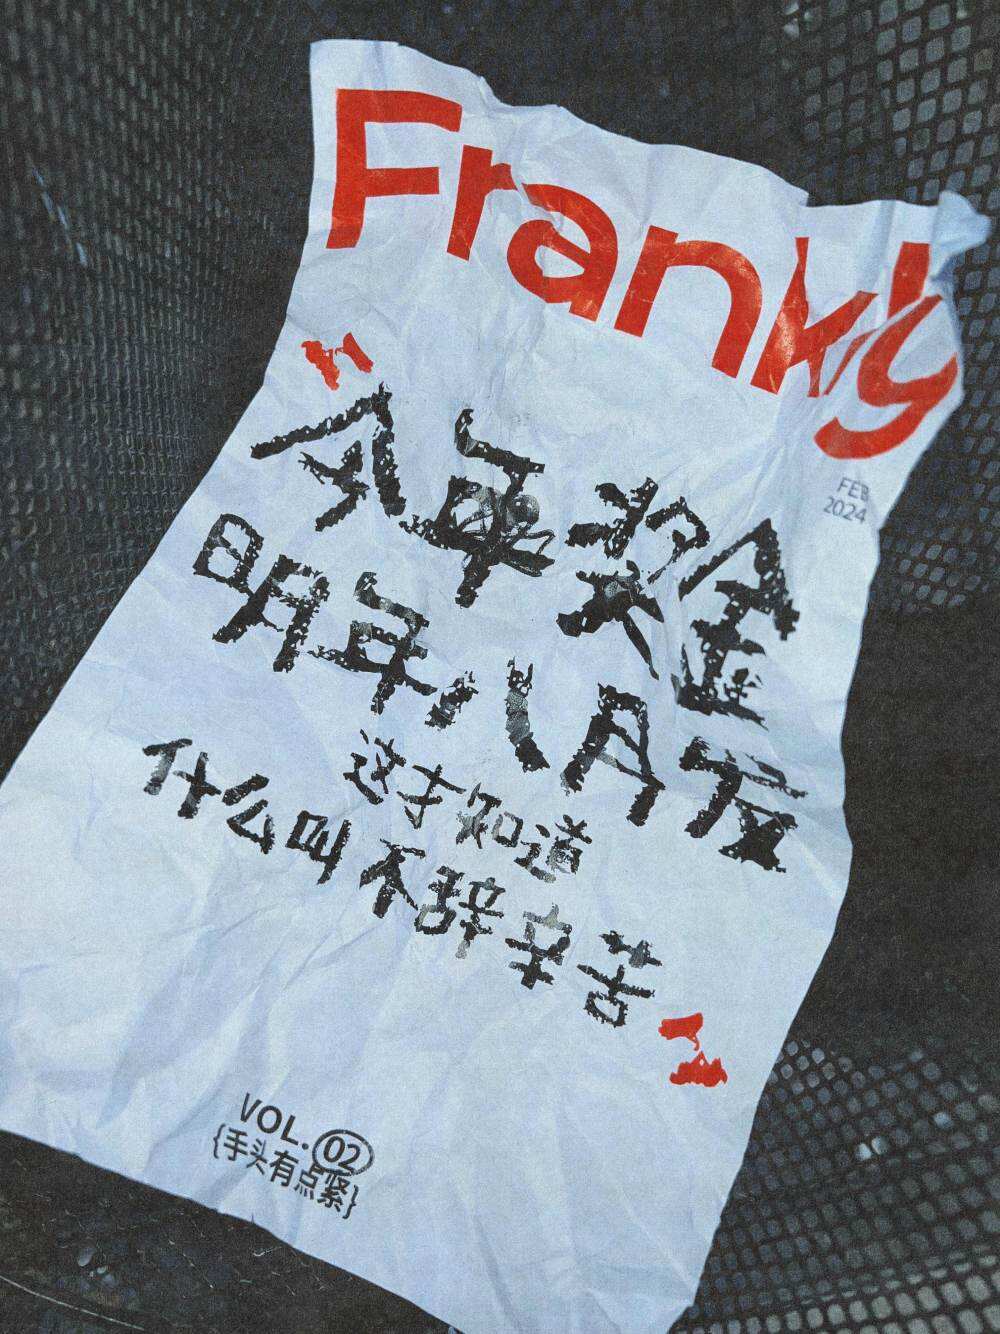 Frankly
FEB
2024
"
今年奖金
明年八月发
这才知道
什么叫不辞辛苦
"
VOL. 02
{手头有点紧}